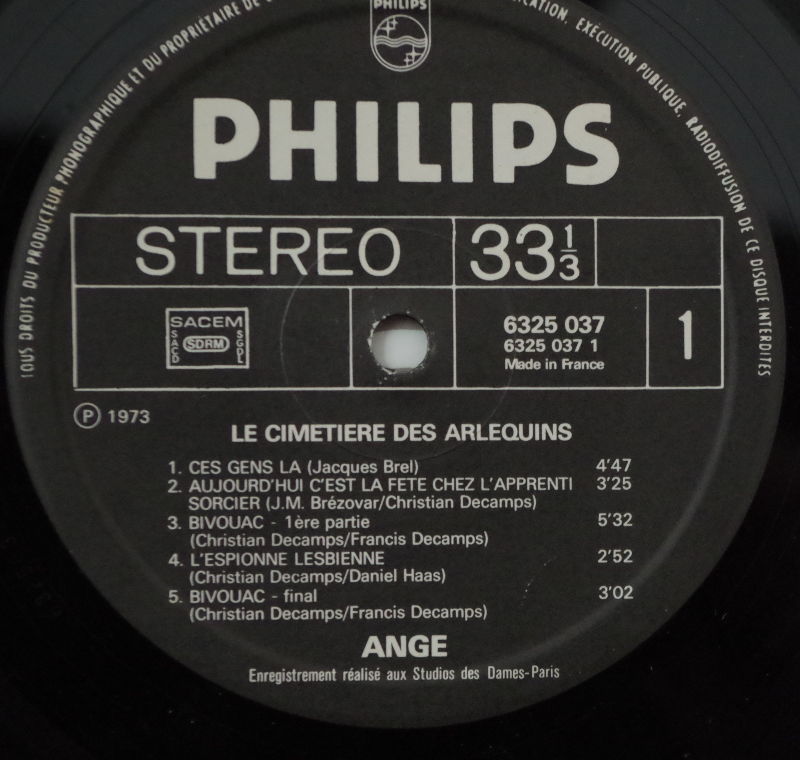 TOUS DROITS DU PRODUCTEUR PHONOGRAPHIQUE ET DU PROPRIÉTAIRE DE
EXÉCUTION PUBLIQUE, RADIODIFFUSION DE CE DISQUE INTERDITES
PHILIPS
PHILIPS
STEREO 33 1/3
SACEM
SACD SDRM SGDL
6325 037
6325 037 1
Made in France
1
℗ 1973
LE CIMETIERE DES ARLEQUINS
1. CES GENS LA (Jacques Brel) 4'47
2. AUJOURD'HUI C'EST LA FETE CHEZ L'APPRENTI 3'25
SORCIER (J.M. Brézovar/Christian Decamps)
3. BIVOUAC - 1ère partie 5'32
(Christian Decamps/Francis Decamps)
4. L'ESPIONNE LESBIENNE 2'52
(Christian Decamps/Daniel Haas)
5. BIVOUAC - final 3'02
(Christian Decamps/Francis Decamps)
ANGE
Enregistrement réalisé aux Studios des Dames-Paris